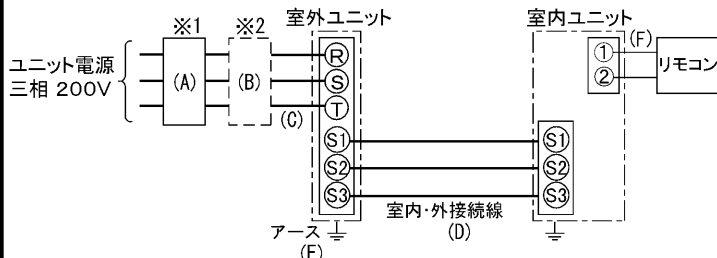 ※1
※2
室外ユニット
室内ユニット
ユニット電源
三相 200V
(A)
(B)
(C)
R
S
T
S1
S2
S3
S1
S2
S3
①
②
(F)
リモコン
室内・外接続線
(D)
アース
(E)